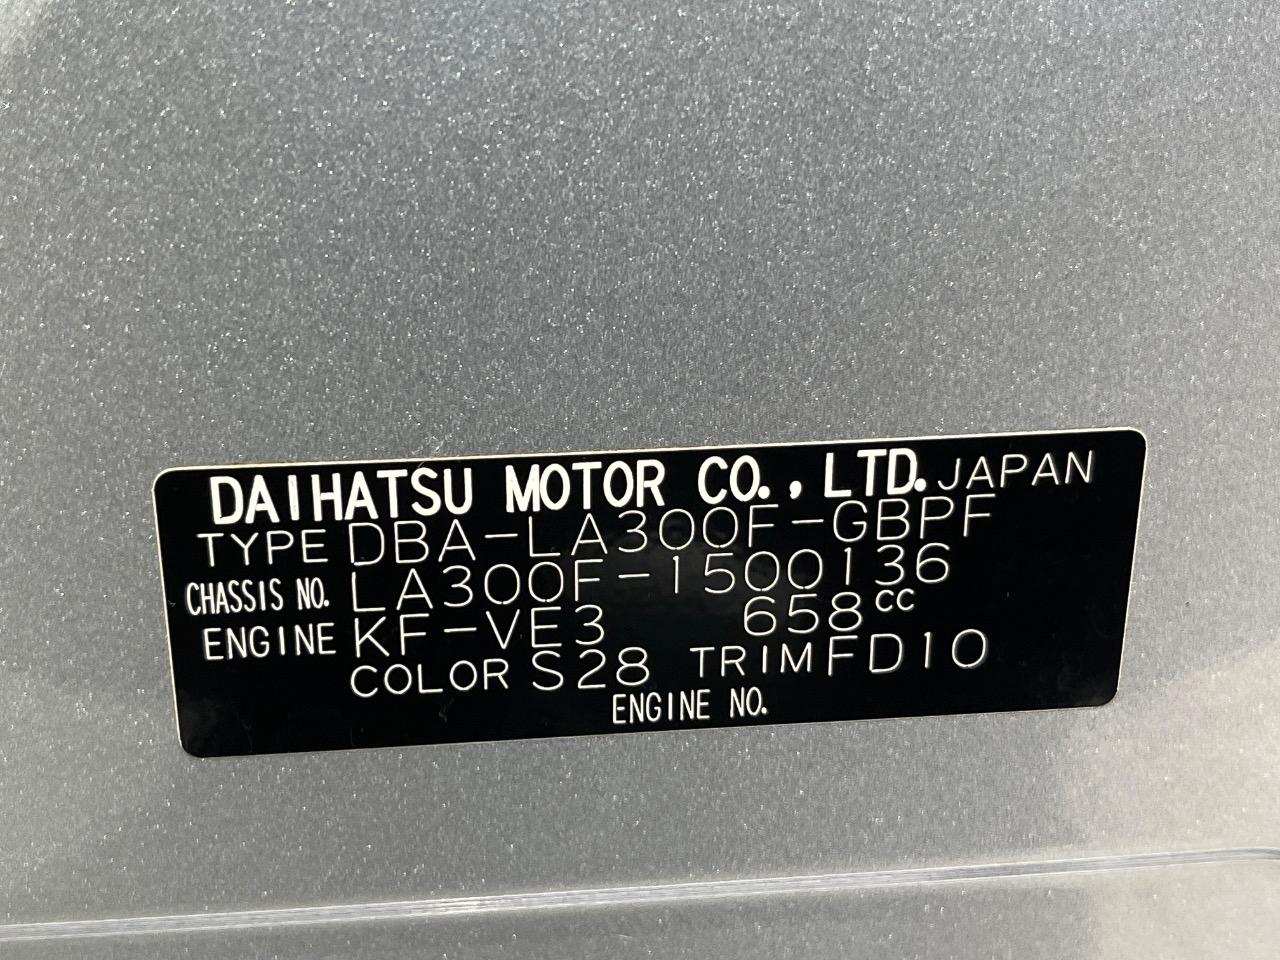 DAIHATSU MOTOR CO., LTD. JAPAN
TYPE DBA-LA300F-GBPF
CHASSIS NO. LA300F-1500136
ENGINE KF-VE3 658cc
COLOR S28 TRIM FD10
ENGINE NO.